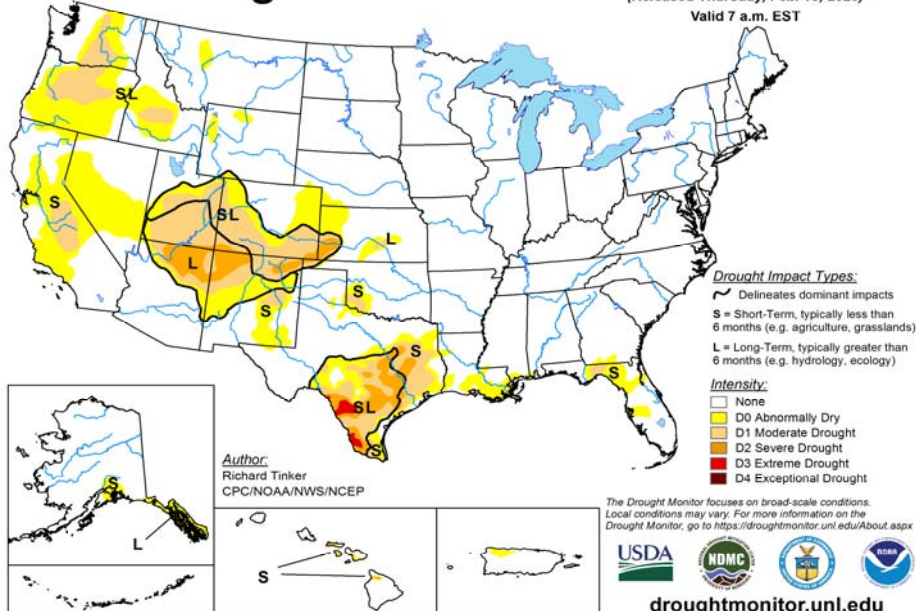 Valid 7 a.m. EST
SL
S
SL
L
L
S
S
S
SL
S
S
Drought Impact Types:
Delineates dominant impacts
S = Short-Term, typically less than
6 months (e.g. agriculture, grasslands)
L = Long-Term, typically greater than
6 months (e.g. hydrology, ecology)
Intensity:
None
D0 Abnormally Dry
D1 Moderate Drought
D2 Severe Drought
D3 Extreme Drought
D4 Exceptional Drought
Author:
Richard Tinker
CPC/NOAA/NWS/NCEP
S
L
S
The Drought Monitor focuses on broad-scale conditions.
Local conditions may vary. For more information on the
Drought Monitor, go to https://droughtmonitor.unl.edu/About.aspx
USDA
NDMC
NOAA
droughtmonitor.unl.edu